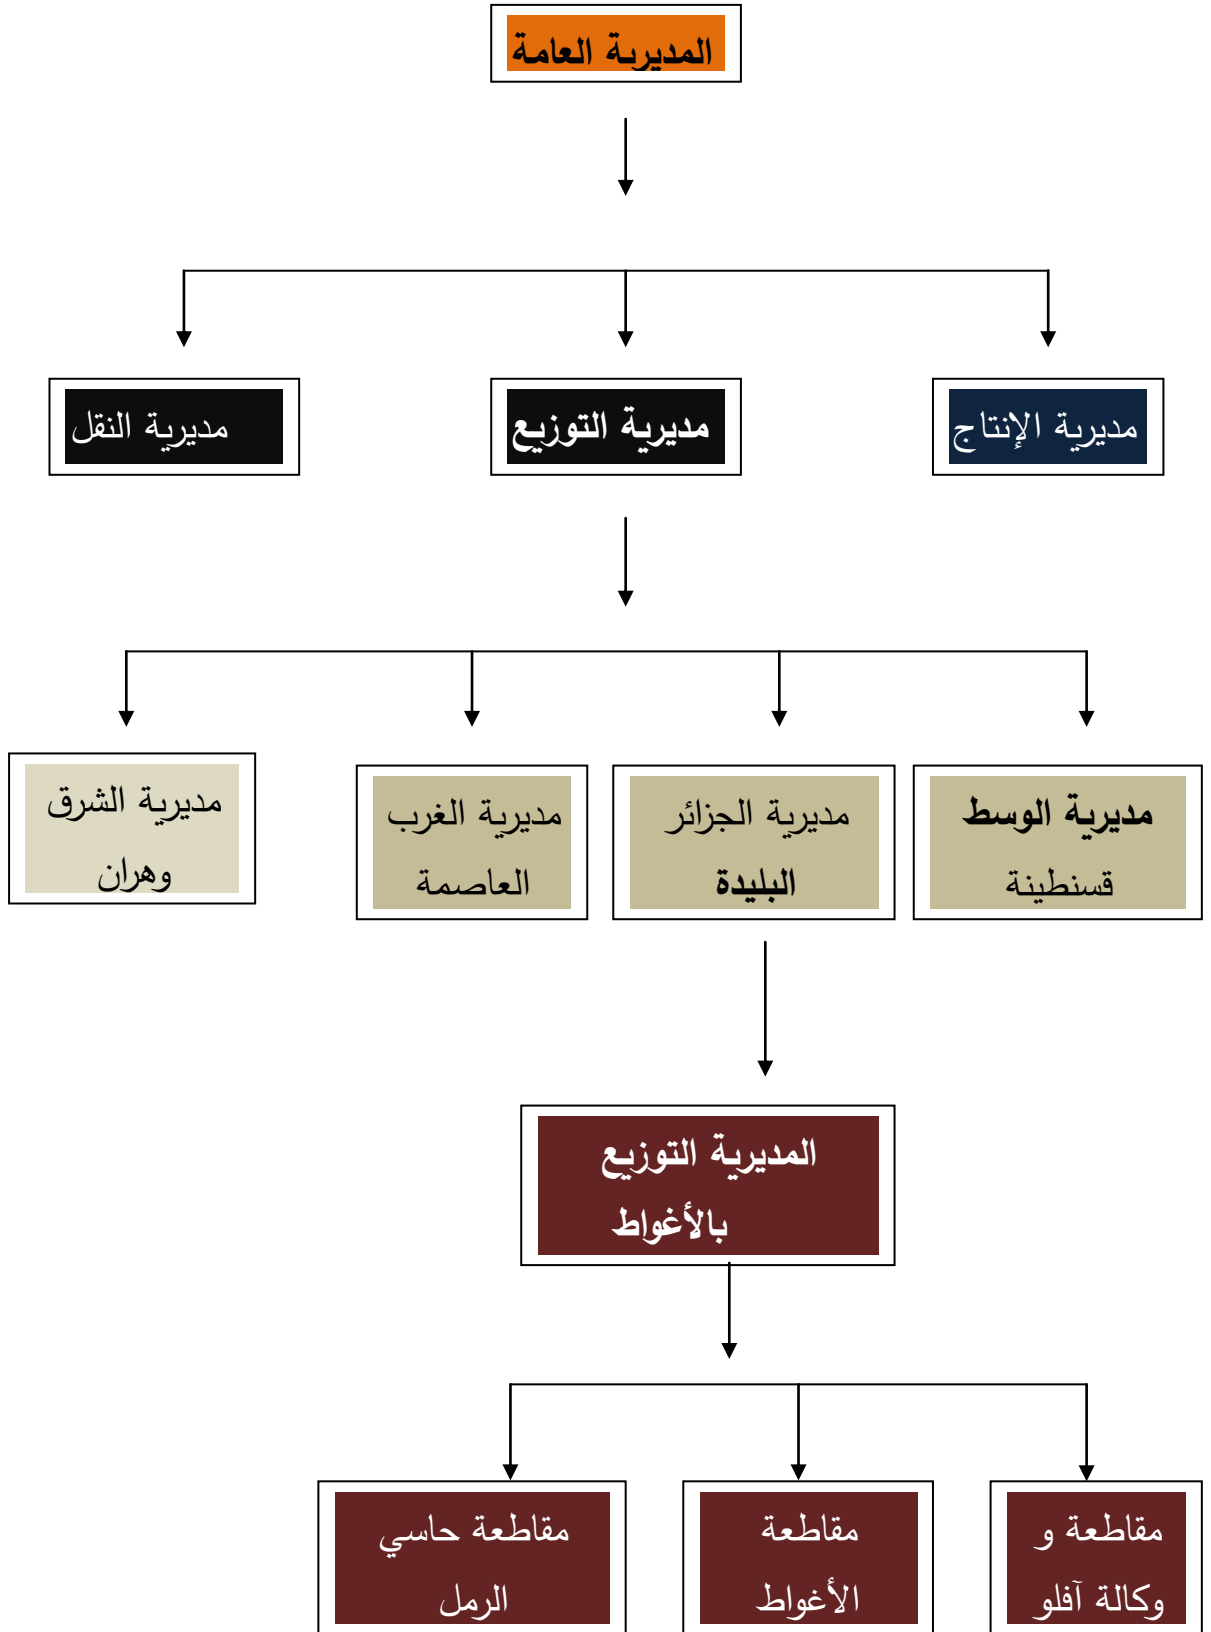 المديرية العامة
مديرية الإنتاج
مديرية التوزيع
مديرية النقل
مديرية الوسط
قسنطينة
مديرية الجزائر
البليدة
مديرية الغرب
العاصمة
مديرية الشرق
وهران
المديرية التوزيع
بالأغواط
مقاطعة و
وكالة آفلو
مقاطعة
الأغواط
مقاطعة حاسي
الرمل